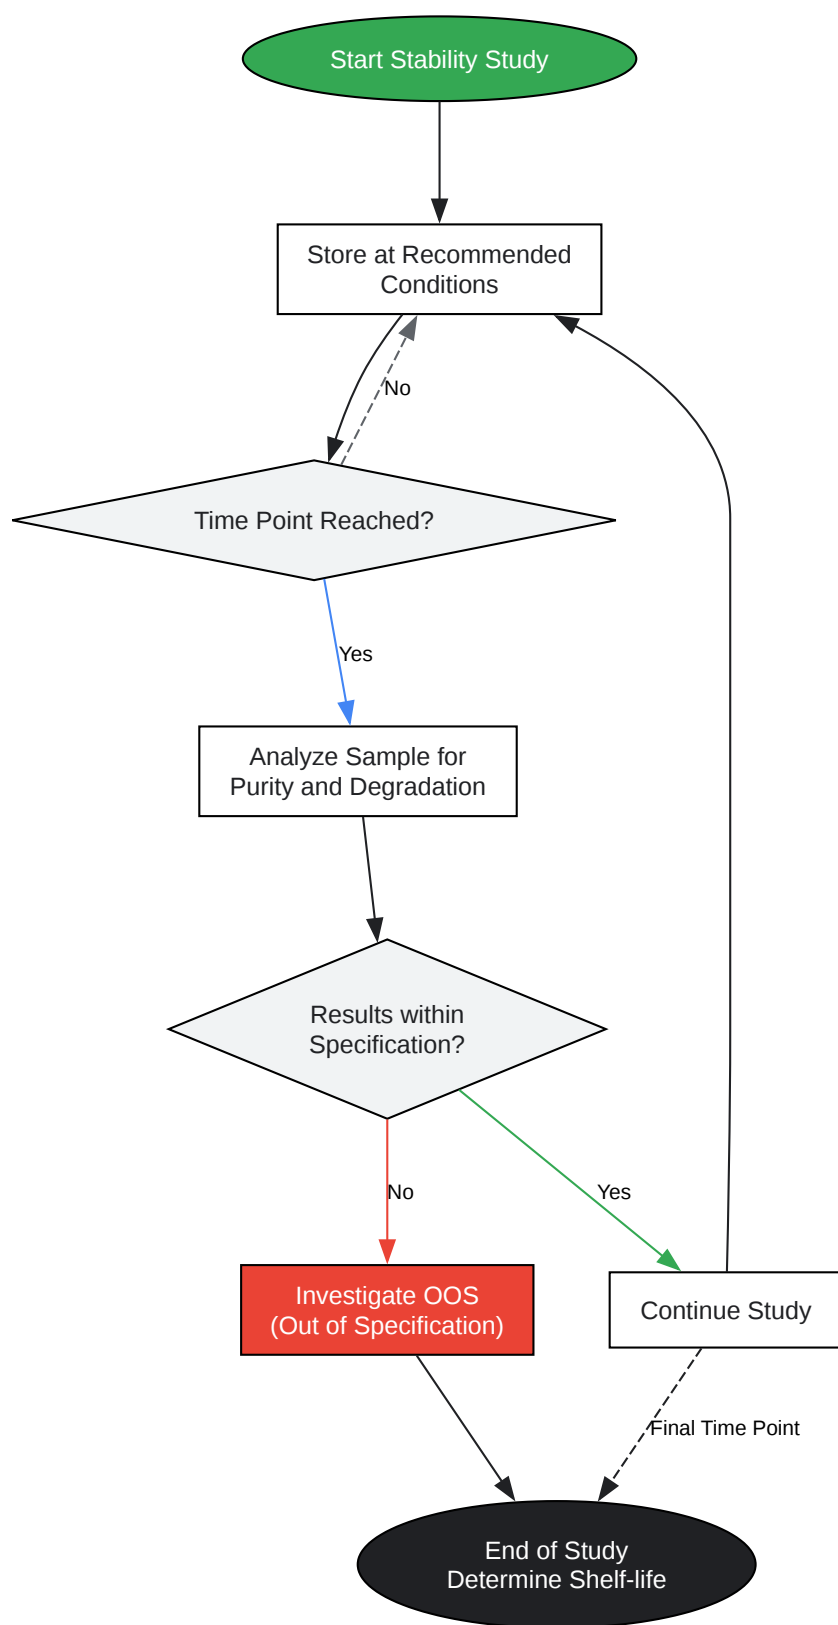 Start Stability Study
Store at Recommended
Conditions
No
Time Point Reached?
Yes
Analyze Sample for
Purity and Degradation
Results within
Specification?
No
Yes
Investigate OOS
(Out of Specification)
Continue Study
Final Time Point
End of Study
Determine Shelf-life